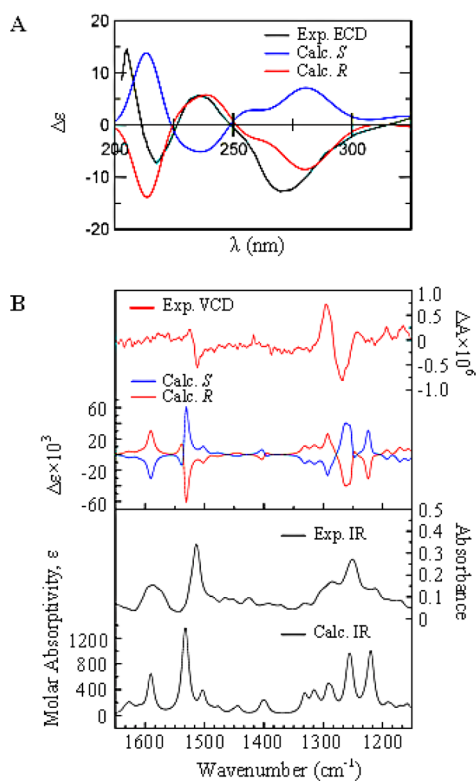 A
Exp. ECD
Calc. S
Calc. R
20
15
10
5
0
-10
-20
Δε
200
250
300
λ (nm)
B
Exp. VCD
1.0
0.5
0
-0.5
-1.0
ΔA×10⁶
Calc. S
Calc. R
60
20
-20
-60
Δε×10³
Exp. IR
0.5
0.4
0.3
0.2
0.1
0
Absorbance
Calc. IR
1200
800
400
0
Molar Absorptivity, ε
1600
1500
1400
1300
1200
Wavenumber (cm⁻¹)